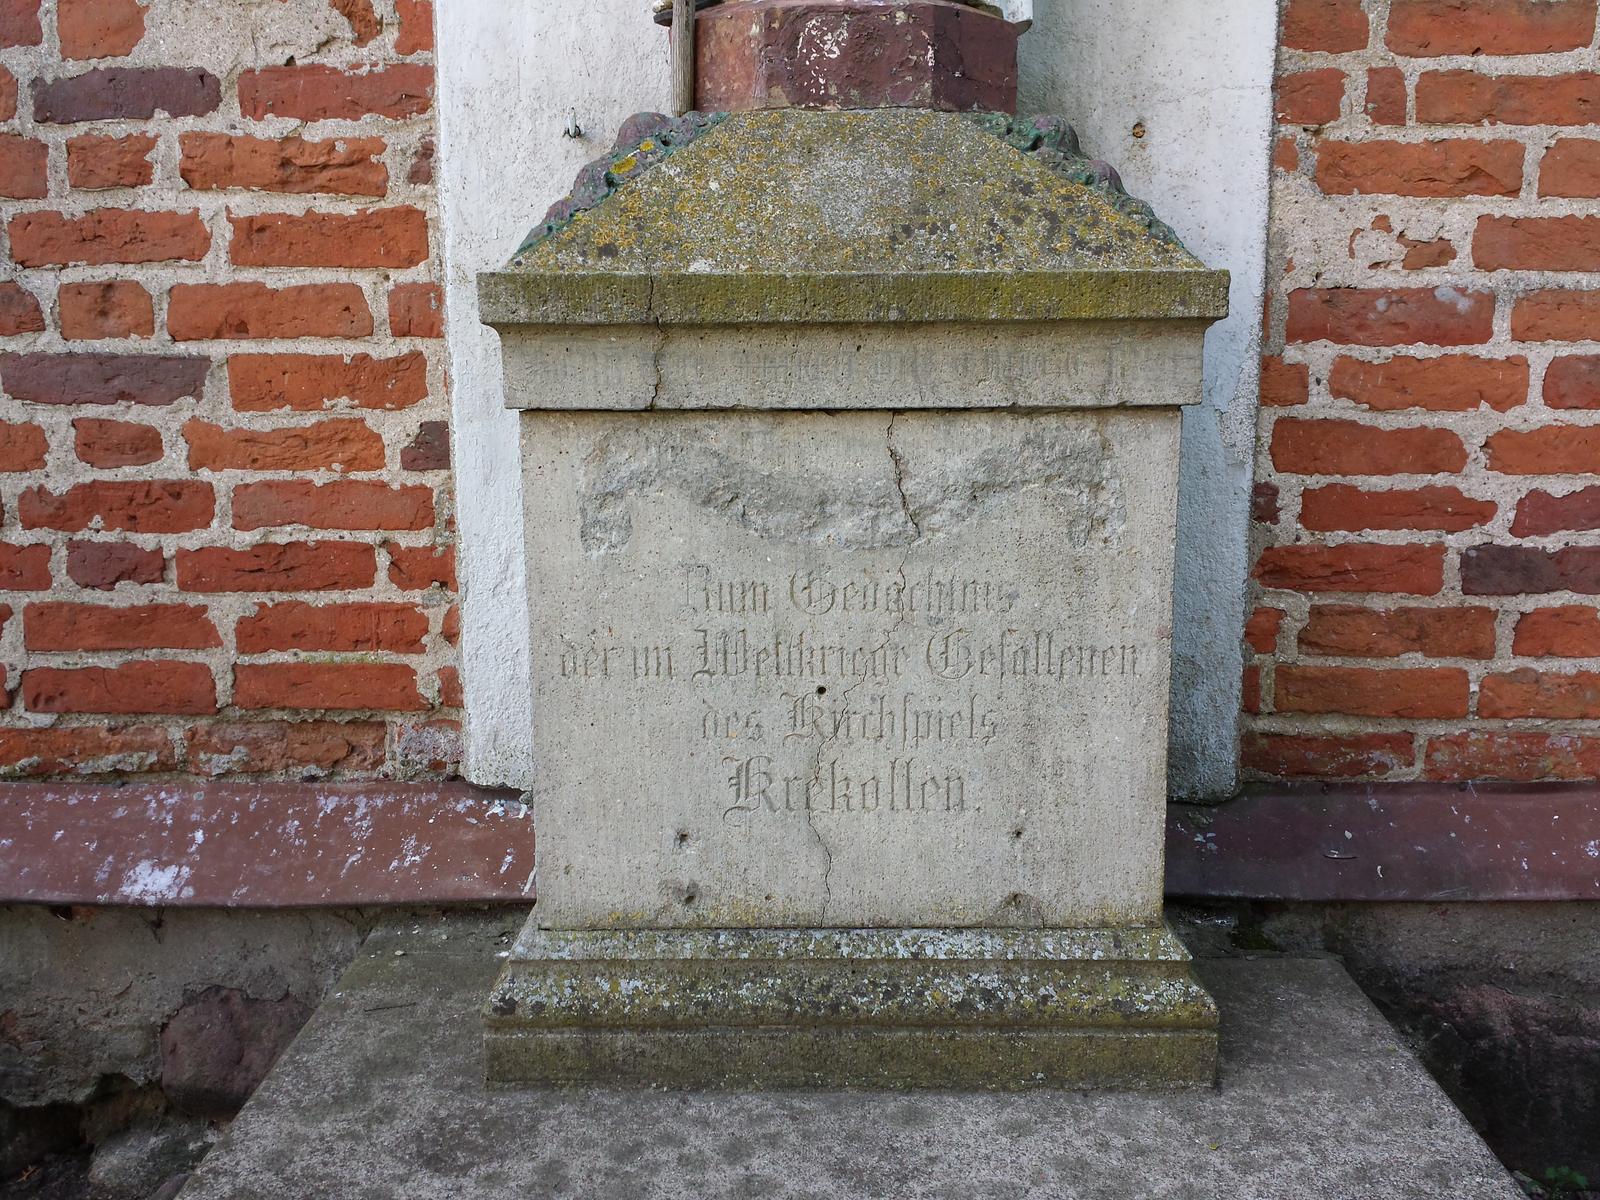 Zum Gedächtnis
der im Weltkriege Gefallenen
des Kirchspiels
Krekollen.